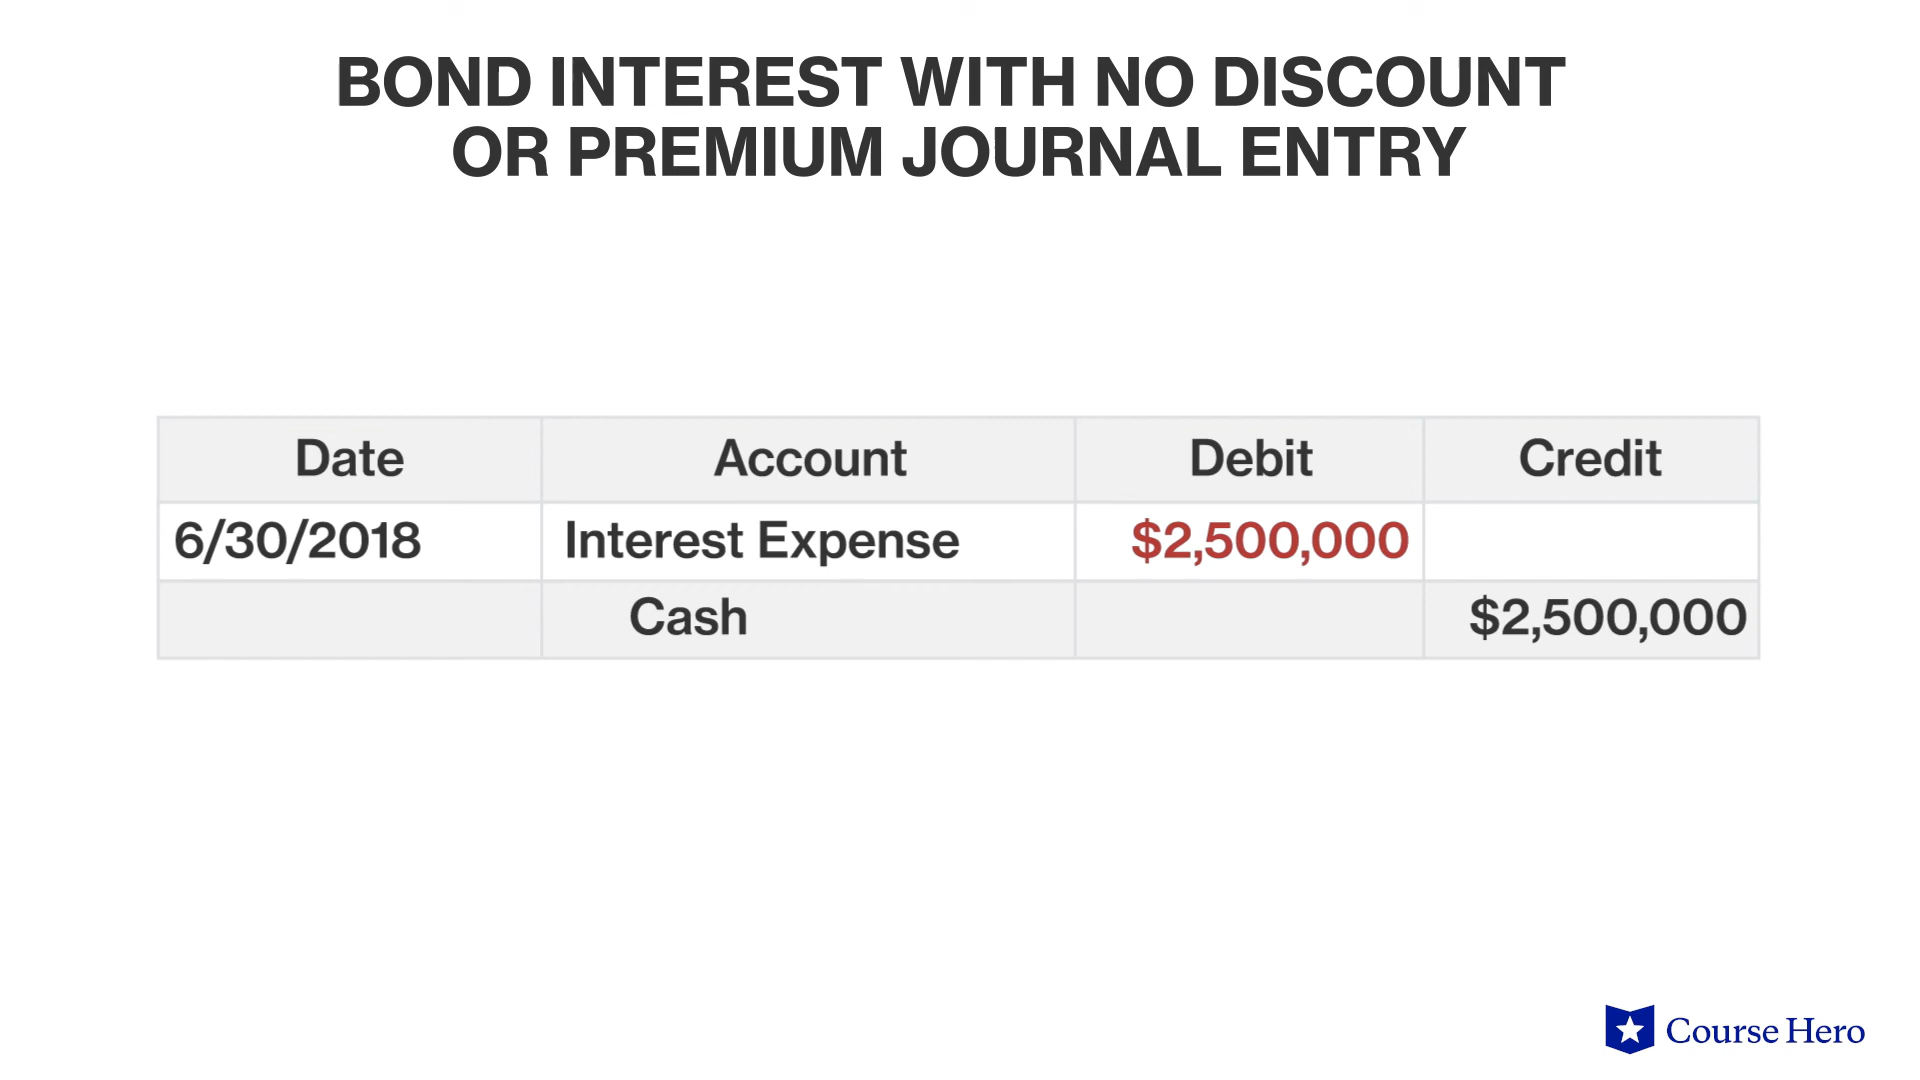 BOND INTEREST WITH NO DISCOUNT
OR PREMIUM JOURNAL ENTRY
Date Account Debit Credit
6/30/2018 Interest Expense $2,500,000
Cash $2,500,000
Course Hero